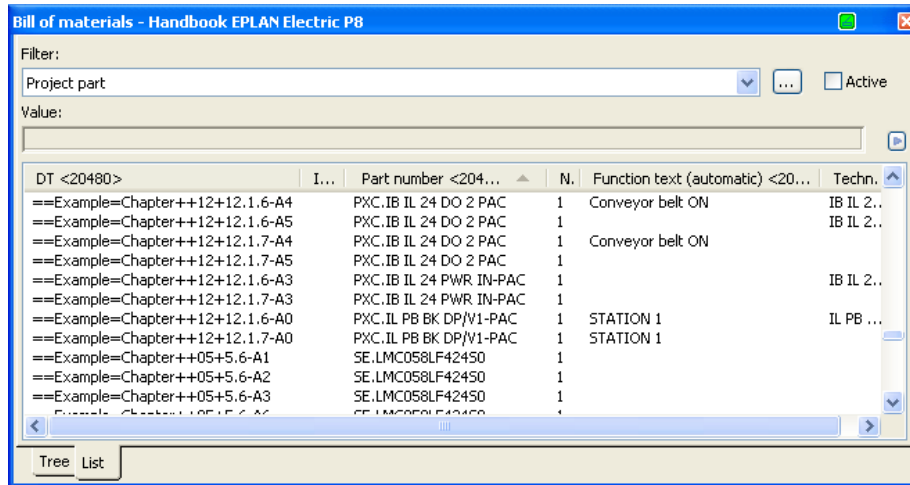 Bill of materials - Handbook EPLAN Electric P8
Filter:
Project part ... Active
Value:
DT <20480> I... Part number <204... N. Function text (automatic) <20... Techn.
==Example=Chapter++12+12.1.6-A4 PXC.IB IL 24 DO 2 PAC 1 Conveyor belt ON IB IL 2..
==Example=Chapter++12+12.1.6-A5 PXC.IB IL 24 DO 2 PAC 1 IB IL 2..
==Example=Chapter++12+12.1.7-A4 PXC.IB IL 24 DO 2 PAC 1 Conveyor belt ON
==Example=Chapter++12+12.1.7-A5 PXC.IB IL 24 DO 2 PAC 1
==Example=Chapter++12+12.1.6-A3 PXC.IB IL 24 PWR IN-PAC 1 IB IL 2..
==Example=Chapter++12+12.1.7-A3 PXC.IB IL 24 PWR IN-PAC 1
==Example=Chapter++12+12.1.6-A0 PXC.IL PB BK DP/V1-PAC 1 STATION 1 IL PB ...
==Example=Chapter++12+12.1.7-A0 PXC.IL PB BK DP/V1-PAC 1 STATION 1
==Example=Chapter++05+5.6-A1 SE.LMC058LF424S0 1
==Example=Chapter++05+5.6-A2 SE.LMC058LF424S0 1
==Example=Chapter++05+5.6-A3 SE.LMC058LF424S0 1
Tree List